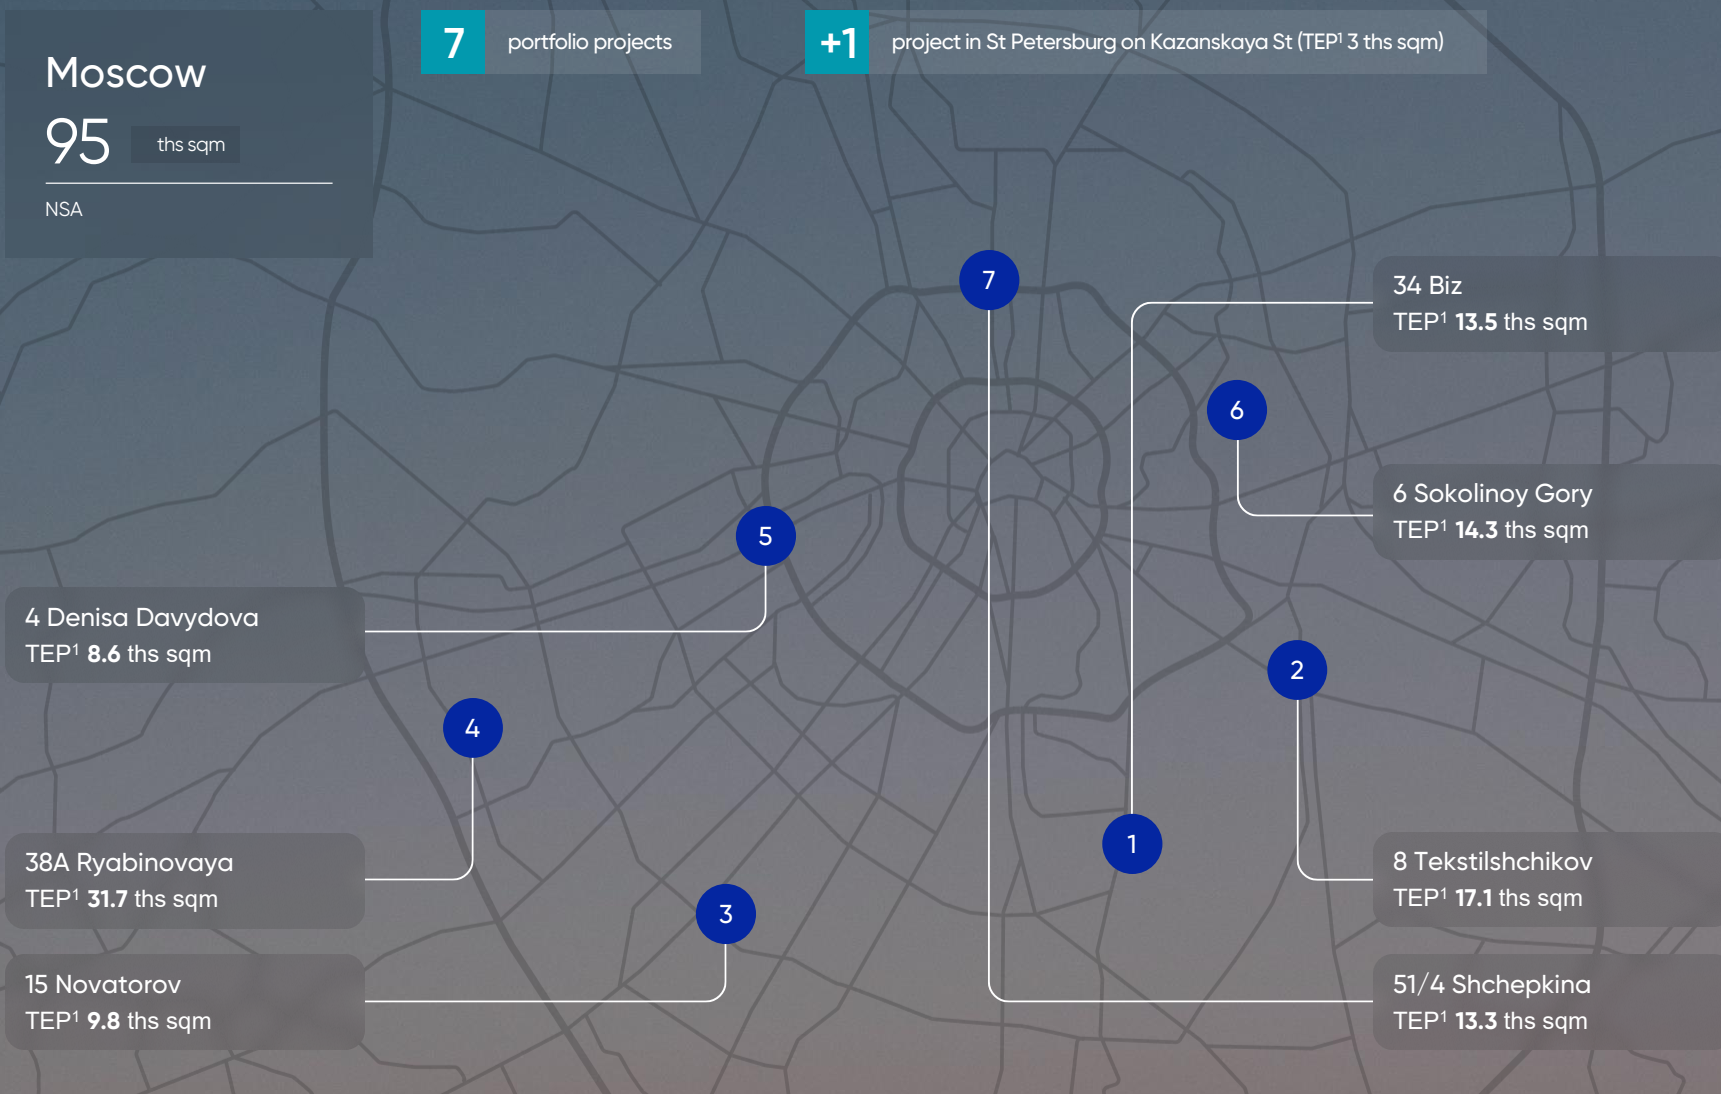 Moscow
95 ths sqm
NSA
7 portfolio projects
+1 project in St Petersburg on Kazanskaya St (TEP¹ 3 ths sqm)
7
34 Biz
TEP¹ 13.5 ths sqm
6
6 Sokolinoy Gory
TEP¹ 14.3 ths sqm
5
4 Denisa Davydova
TEP¹ 8.6 ths sqm
2
4
1
38A Ryabinovaya
TEP¹ 31.7 ths sqm
8 Tekstilshchikov
TEP¹ 17.1 ths sqm
3
15 Novatorov
TEP¹ 9.8 ths sqm
51/4 Shchepkina
TEP¹ 13.3 ths sqm